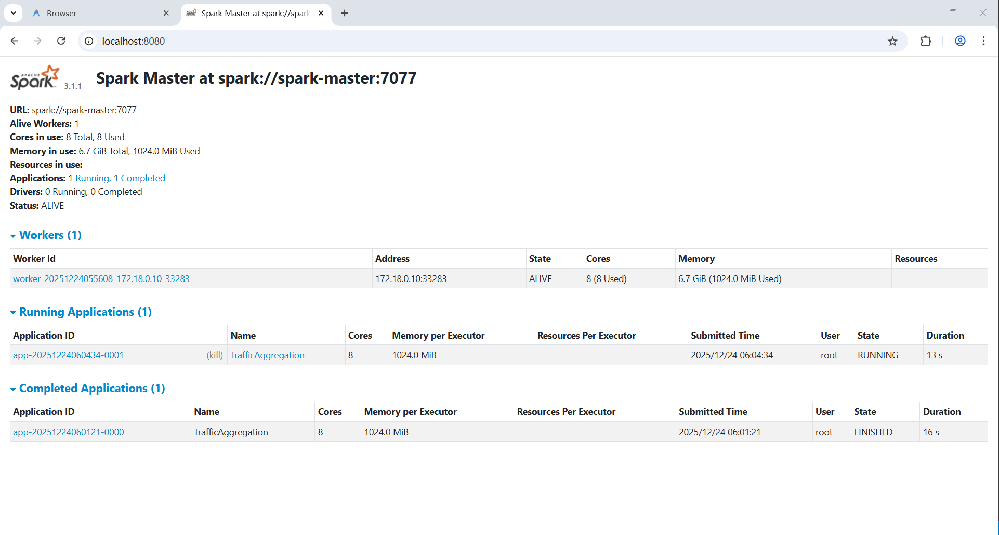 Browser
Spark Master at spark://spark
localhost:8080
APACHE Spark 3.1.1 Spark Master at spark://spark-master:7077
URL: spark://spark-master:7077
Alive Workers: 1
Cores in use: 8 Total, 8 Used
Memory in use: 6.7 GiB Total, 1024.0 MiB Used
Resources in use:
Applications: 1 Running, 1 Completed
Drivers: 0 Running, 0 Completed
Status: ALIVE
Workers (1)
Worker Id Address State Cores Memory Resources
worker-20251224055608-172.18.0.10-33283 172.18.0.10:33283 ALIVE 8 (8 Used) 6.7 GiB (1024.0 MiB Used)
Running Applications (1)
Application ID Name Cores Memory per Executor Resources Per Executor Submitted Time User State Duration
app-20251224060434-0001 (kill) TrafficAggregation 8 1024.0 MiB 2025/12/24 06:04:34 root RUNNING 13 s
Completed Applications (1)
Application ID Name Cores Memory per Executor Resources Per Executor Submitted Time User State Duration
app-20251224060121-0000 TrafficAggregation 8 1024.0 MiB 2025/12/24 06:01:21 root FINISHED 16 s